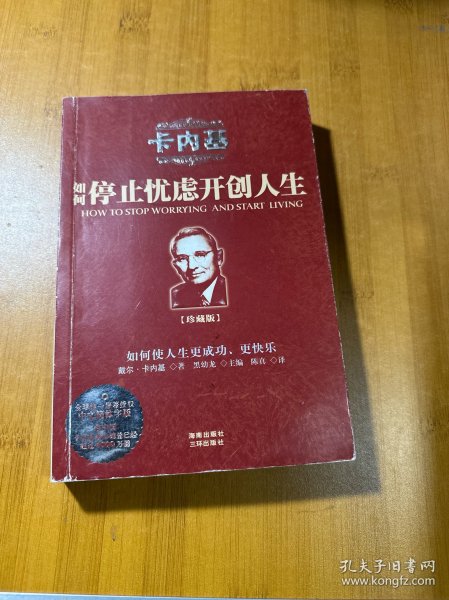 卡内基
如何停止忧虑开创人生
HOW TO STOP WORRYING AND START LIVING
【珍藏版】
如何使人生更成功、更快乐
戴尔·卡内基 ◇著 黑幼龙 ◇主编 陈真 ◇译
海南出版社
三环出版社
孔夫子旧书网
www.kongfz.com